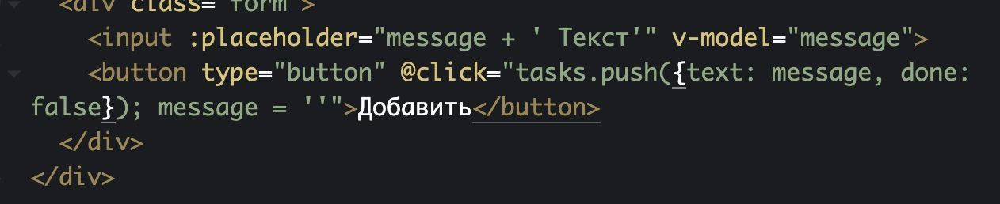 <div class="form">
<input :placeholder="message + ' Текст'" v-model="message">
<button type="button" @click="tasks.push({text: message, done:
false}); message = ''">Добавить</button>
</div>
</div>